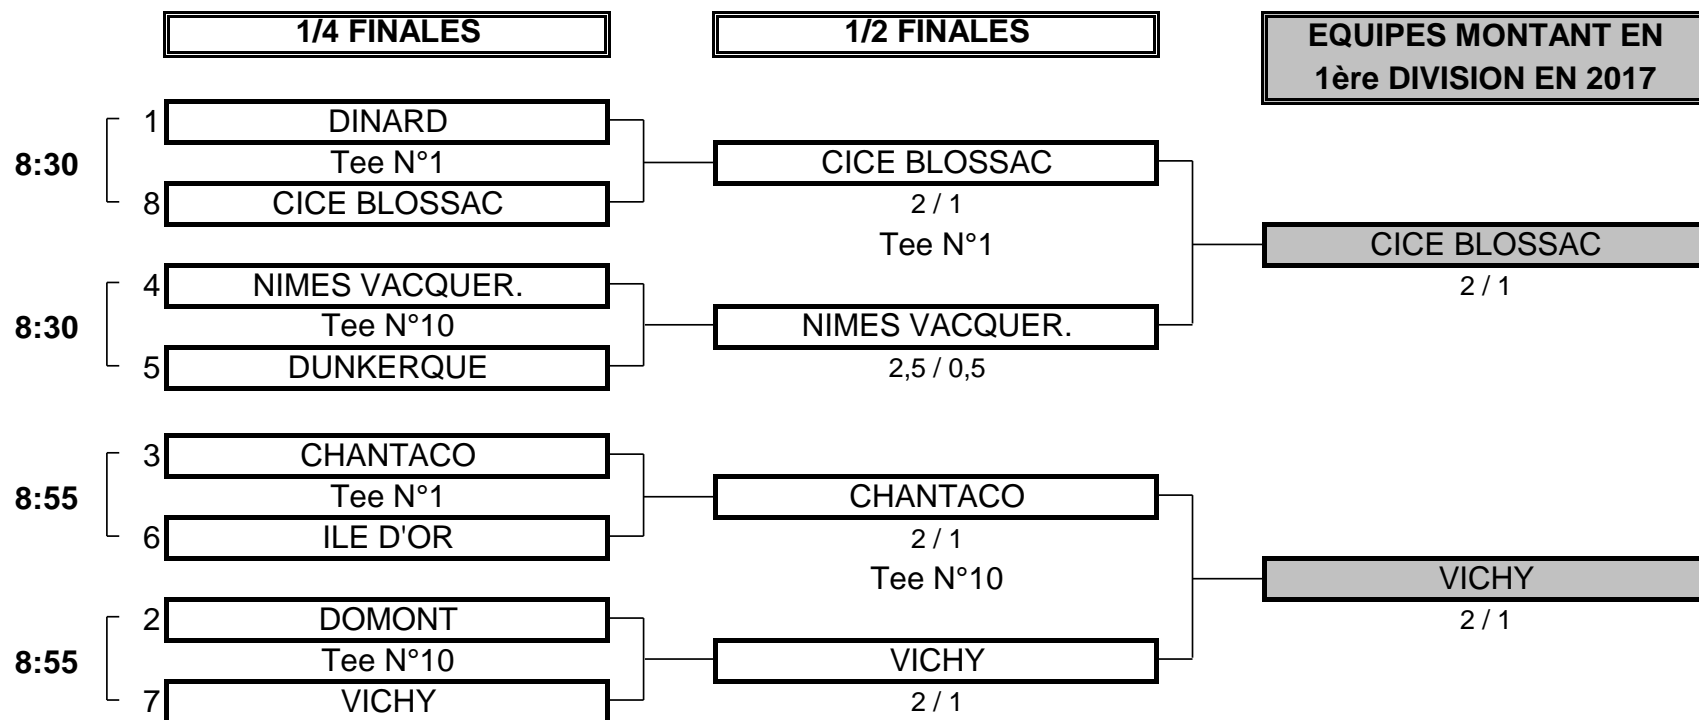 1/4 FINALES
1/2 FINALES
EQUIPES MONTANT EN
1ère DIVISION EN 2017
1 DINARD
8:30 Tee N°1 CICE BLOSSAC
8 CICE BLOSSAC 2 / 1
Tee N°1 CICE BLOSSAC
4 NIMES VACQUER. 2 / 1
8:30 Tee N°10 NIMES VACQUER.
5 DUNKERQUE 2,5 / 0,5
3 CHANTACO
8:55 Tee N°1 CHANTACO
6 ILE D'OR 2 / 1
Tee N°10 VICHY
2 DOMONT 2 / 1
8:55 Tee N°10 VICHY
7 VICHY 2 / 1